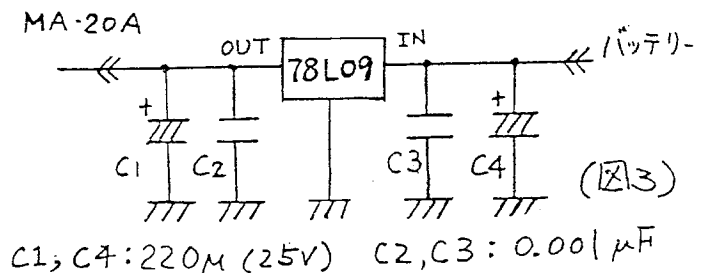 MA-20A
OUT
78L09
IN
バッテリー
+
+
C1
C2
C3
C4
(図3)
C1, C4: 220μ (25V) C2, C3: 0.001μF